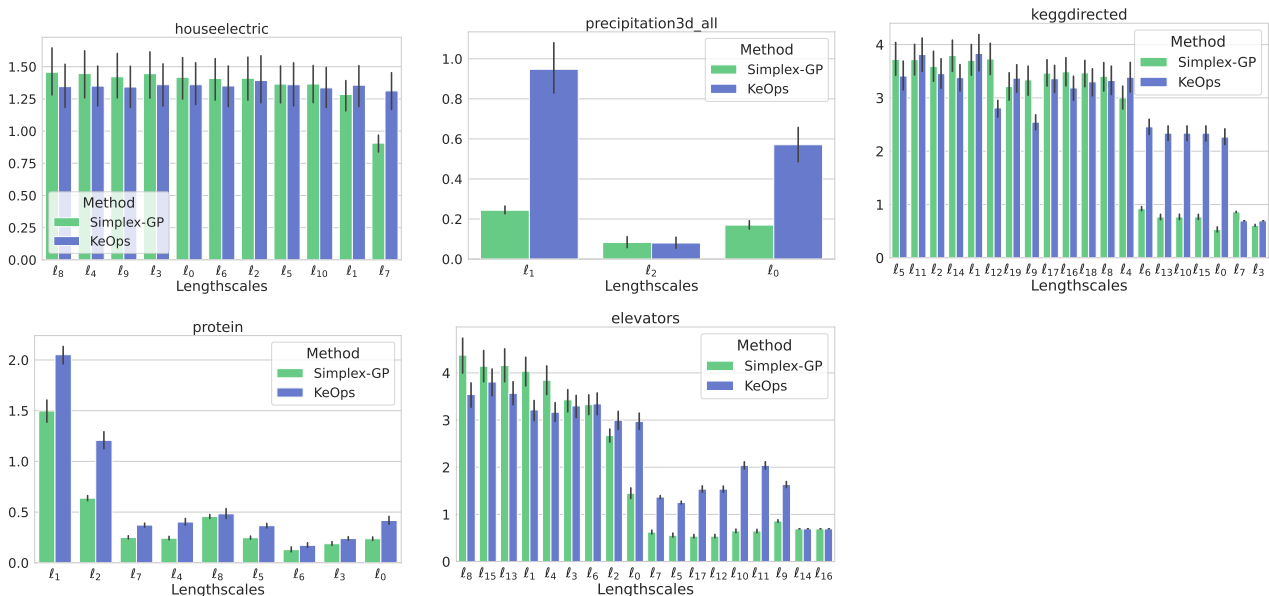 houseelectric
1.50
1.25
1.00
0.75
0.50
0.25
0.00
Method
Simplex-GP
KeOps
ℓ8 ℓ4 ℓ9 ℓ3 ℓ0 ℓ6 ℓ2 ℓ5 ℓ10 ℓ1 ℓ7
Lengthscales
precipitation3d_all
1.0
0.8
0.6
0.4
0.2
0.0
Method
Simplex-GP
KeOps
ℓ1 ℓ2 ℓ0
Lengthscales
keggdirected
4
3
2
1
0
Method
Simplex-GP
KeOps
ℓ5 ℓ11 ℓ2 ℓ14 ℓ1 ℓ12 ℓ19 ℓ9 ℓ17 ℓ16 ℓ18 ℓ8 ℓ4 ℓ6 ℓ13 ℓ10 ℓ15 ℓ0 ℓ7 ℓ3
Lengthscales
protein
2.0
1.5
1.0
0.5
0.0
Method
Simplex-GP
KeOps
ℓ1 ℓ2 ℓ7 ℓ4 ℓ8 ℓ5 ℓ6 ℓ3 ℓ0
Lengthscales
elevators
4
3
2
1
0
Method
Simplex-GP
KeOps
ℓ8 ℓ15 ℓ13 ℓ1 ℓ4 ℓ3 ℓ6 ℓ2 ℓ0 ℓ7 ℓ5 ℓ17 ℓ12 ℓ10 ℓ11 ℓ9 ℓ14 ℓ16
Lengthscales